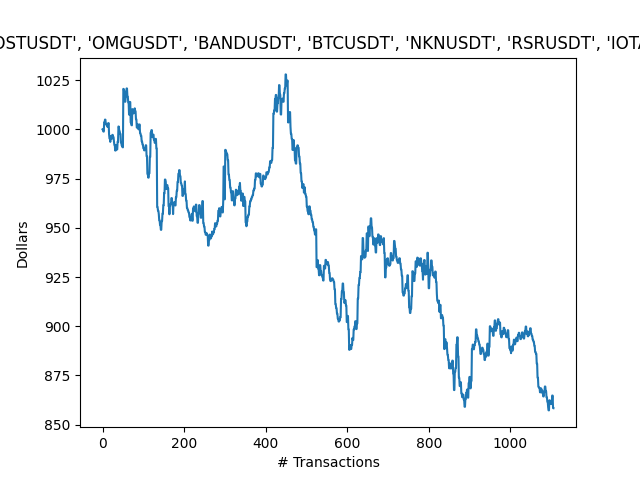 OSTUSDT', 'OMGUSDT', 'BANDUSDT', 'BTCUSDT', 'NKNUSDT', 'RSRUSDT', 'IOTA
1025
1000
975
950
925
900
875
850
Dollars
0 200 400 600 800 1000
# Transactions